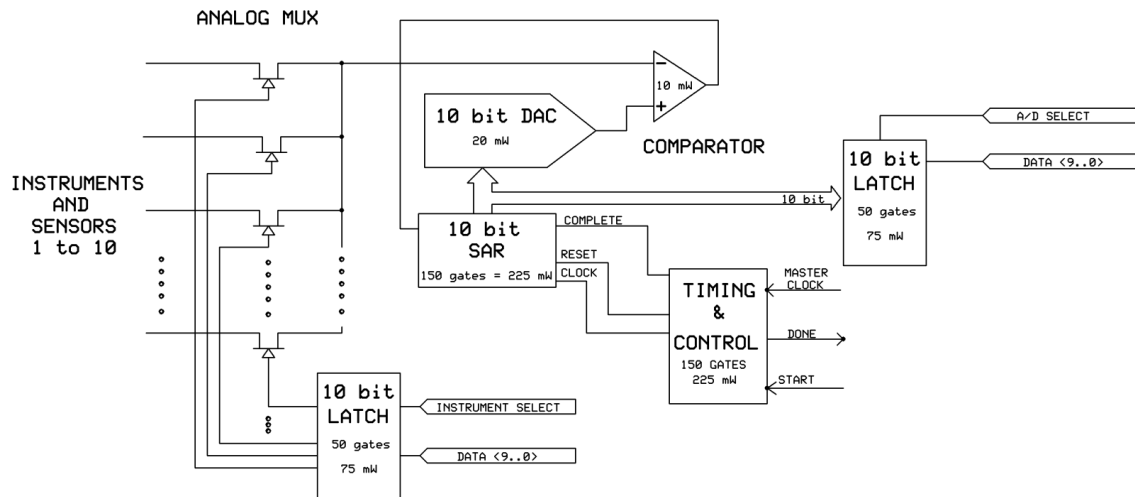 ANALOG MUX
10 mW
10 bit DAC
20 mW
COMPARATOR
A/D SELECT
10 bit
LATCH
50 gates
75 mW
DATA <9..0>
INSTRUMENTS
AND
SENSORS
1 to 10
10 bit
10 bit
SAR
150 gates = 225 mW
COMPLETE
RESET
CLOCK
TIMING
&
CONTROL
150 GATES
225 mW
MASTER
CLOCK
DONE
START
10 bit
LATCH
50 gates
75 mW
INSTRUMENT SELECT
DATA <9..0>